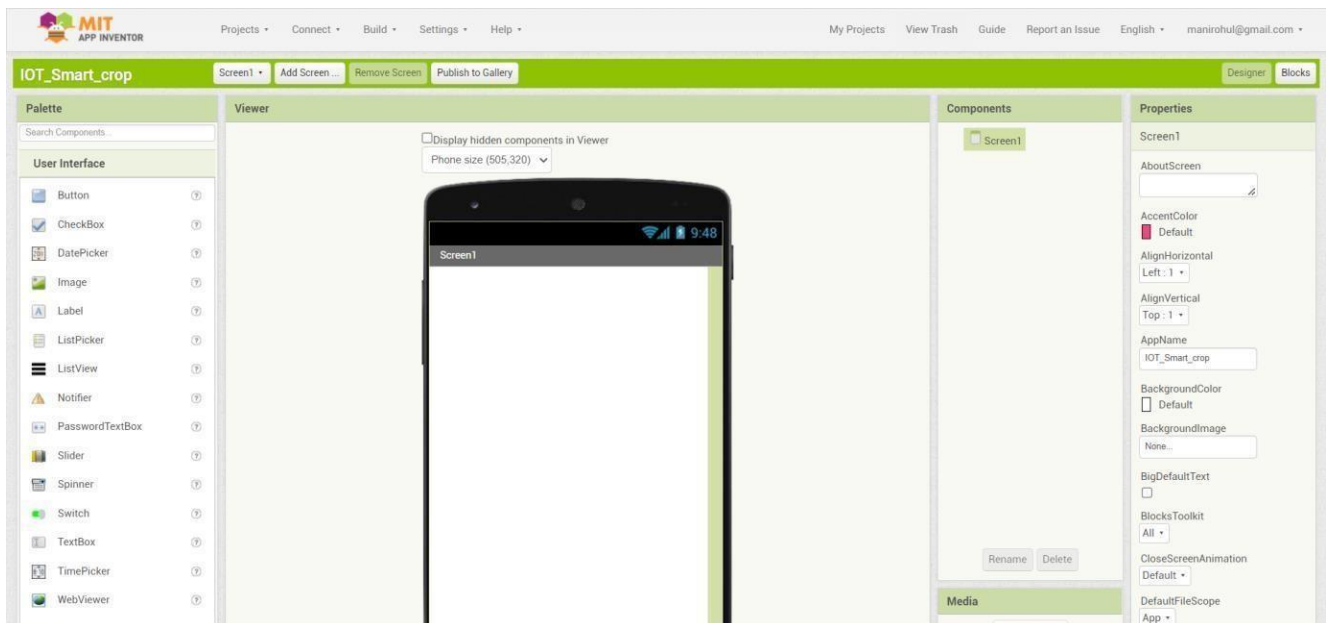 MIT
APP INVENTOR
Projects Connect Build Settings Help My Projects View Trash Guide Report an Issue English manirohul@gmail.com
IOT_Smart_crop Screen1 Add Screen ... Remove Screen Publish to Gallery Designer Blocks
Palette
Search Components...
User Interface
Button
CheckBox
DatePicker
Image
Label
ListPicker
ListView
Notifier
PasswordTextBox
Slider
Spinner
Switch
TextBox
TimePicker
WebViewer
Viewer
Display hidden components in Viewer
Phone size (505,320)
9:48
Screen1
Components
Screen1
Rename Delete
Media
Properties
Screen1
AboutScreen
AccentColor
Default
AlignHorizontal
Left : 1
AlignVertical
Top : 1
AppName
IOT_Smart_crop
BackgroundColor
Default
BackgroundImage
None...
BigDefaultText
BlocksToolkit
All
CloseScreenAnimation
Default
DefaultFileScope
App